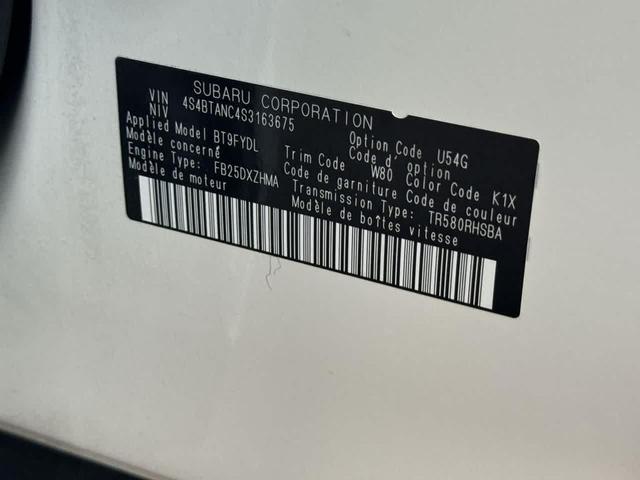 SUBARU CORPORATION
VIN
NIV 4S4BTANC4S3163675
Applied Model BT9FYDL Option Code U54G
Modèle concerné Code d' option
Engine Type: FB25DXZHMA Trim Code W80 Color Code K1X
Modèle de moteur Code de garniture Code de couleur
Transmission Type: TR580RHSBA
Modèle de boîtes vitesse